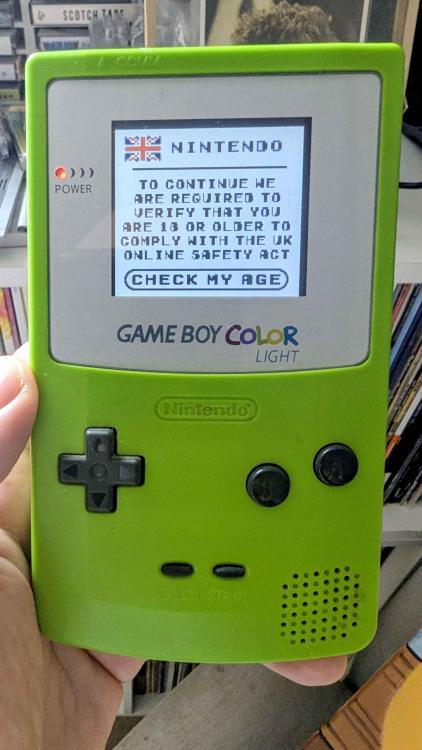 SCOTCH TAPE
COMM
NINTENDO
TO CONTINUE WE
ARE REQUIRED TO
VERIFY THAT YOU
ARE 18 OR OLDER TO
COMPLY WITH THE UK
ONLINE SAFETY ACT
CHECK MY AGE
POWER
GAME BOY COLOR
LIGHT
Nintendo
A
B
SELECT START